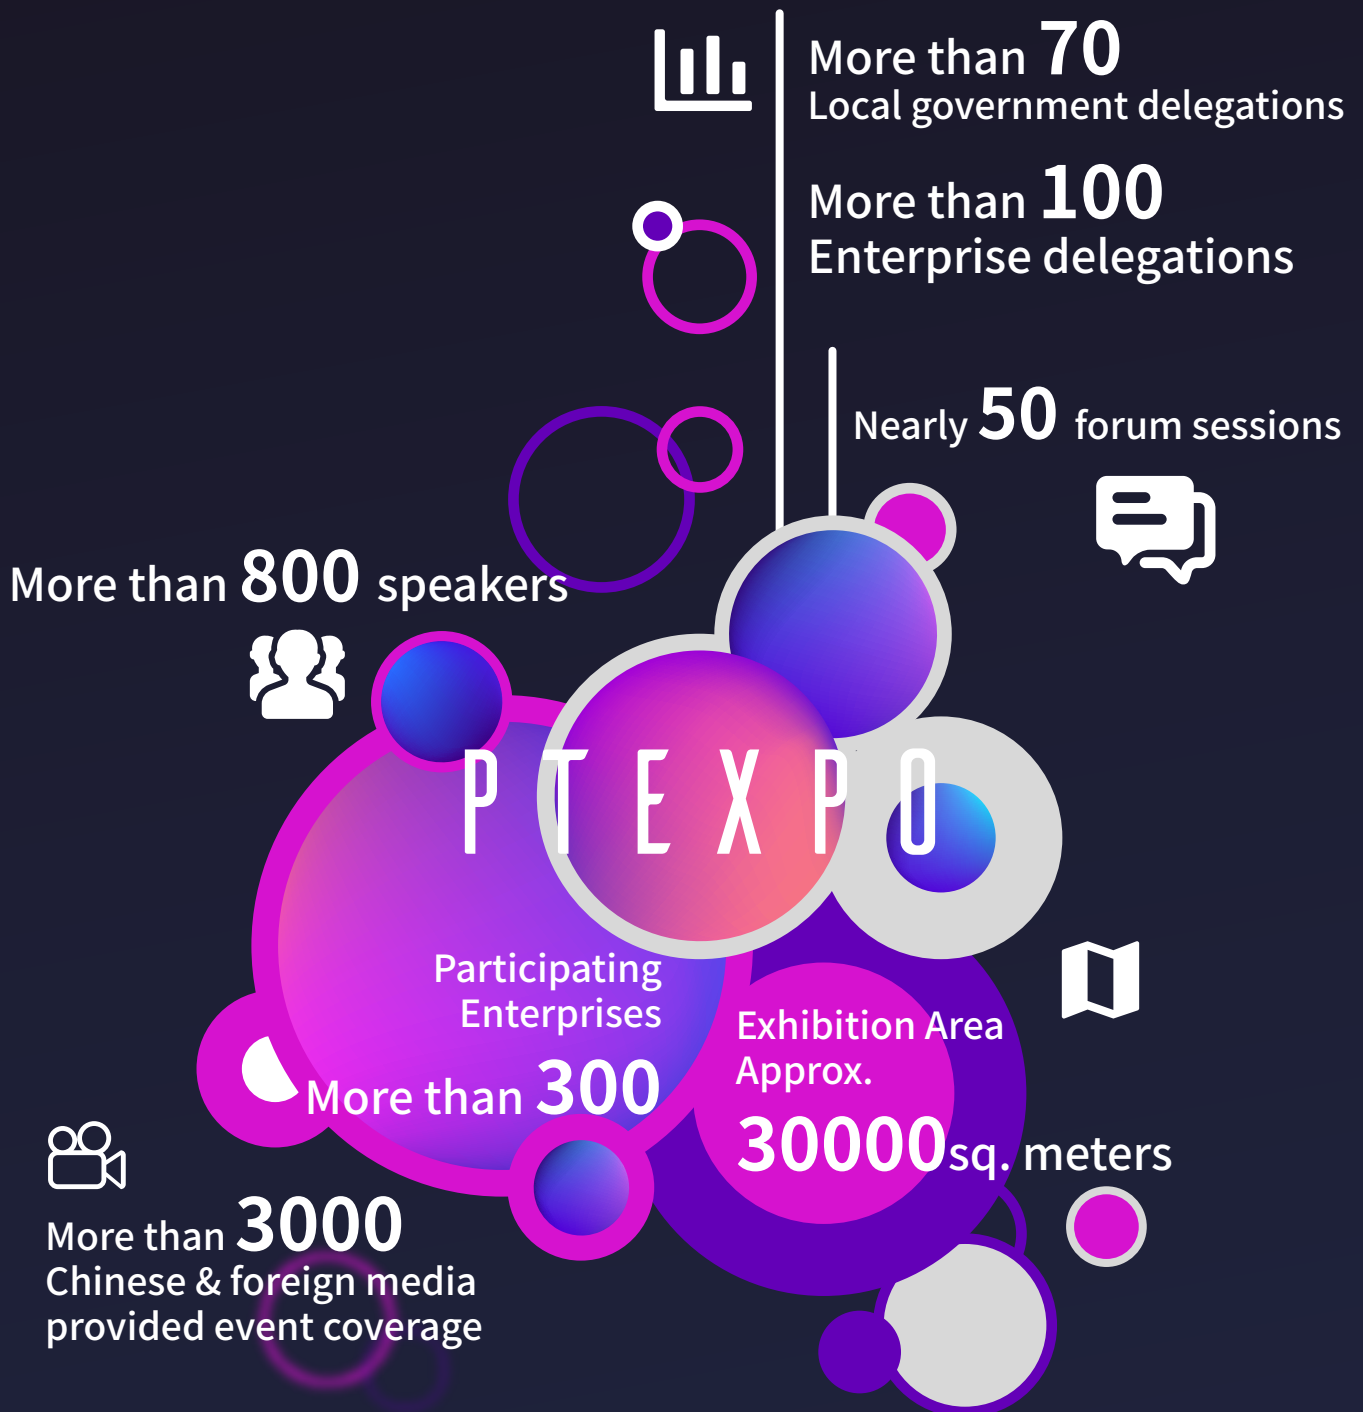 More than 70
Local government delegations
More than 100
Enterprise delegations
Nearly 50 forum sessions
More than 800 speakers
PTEXPO
Participating
Enterprises
More than 300
Exhibition Area
Approx.
30000sq. meters
More than 3000
Chinese & foreign media
provided event coverage